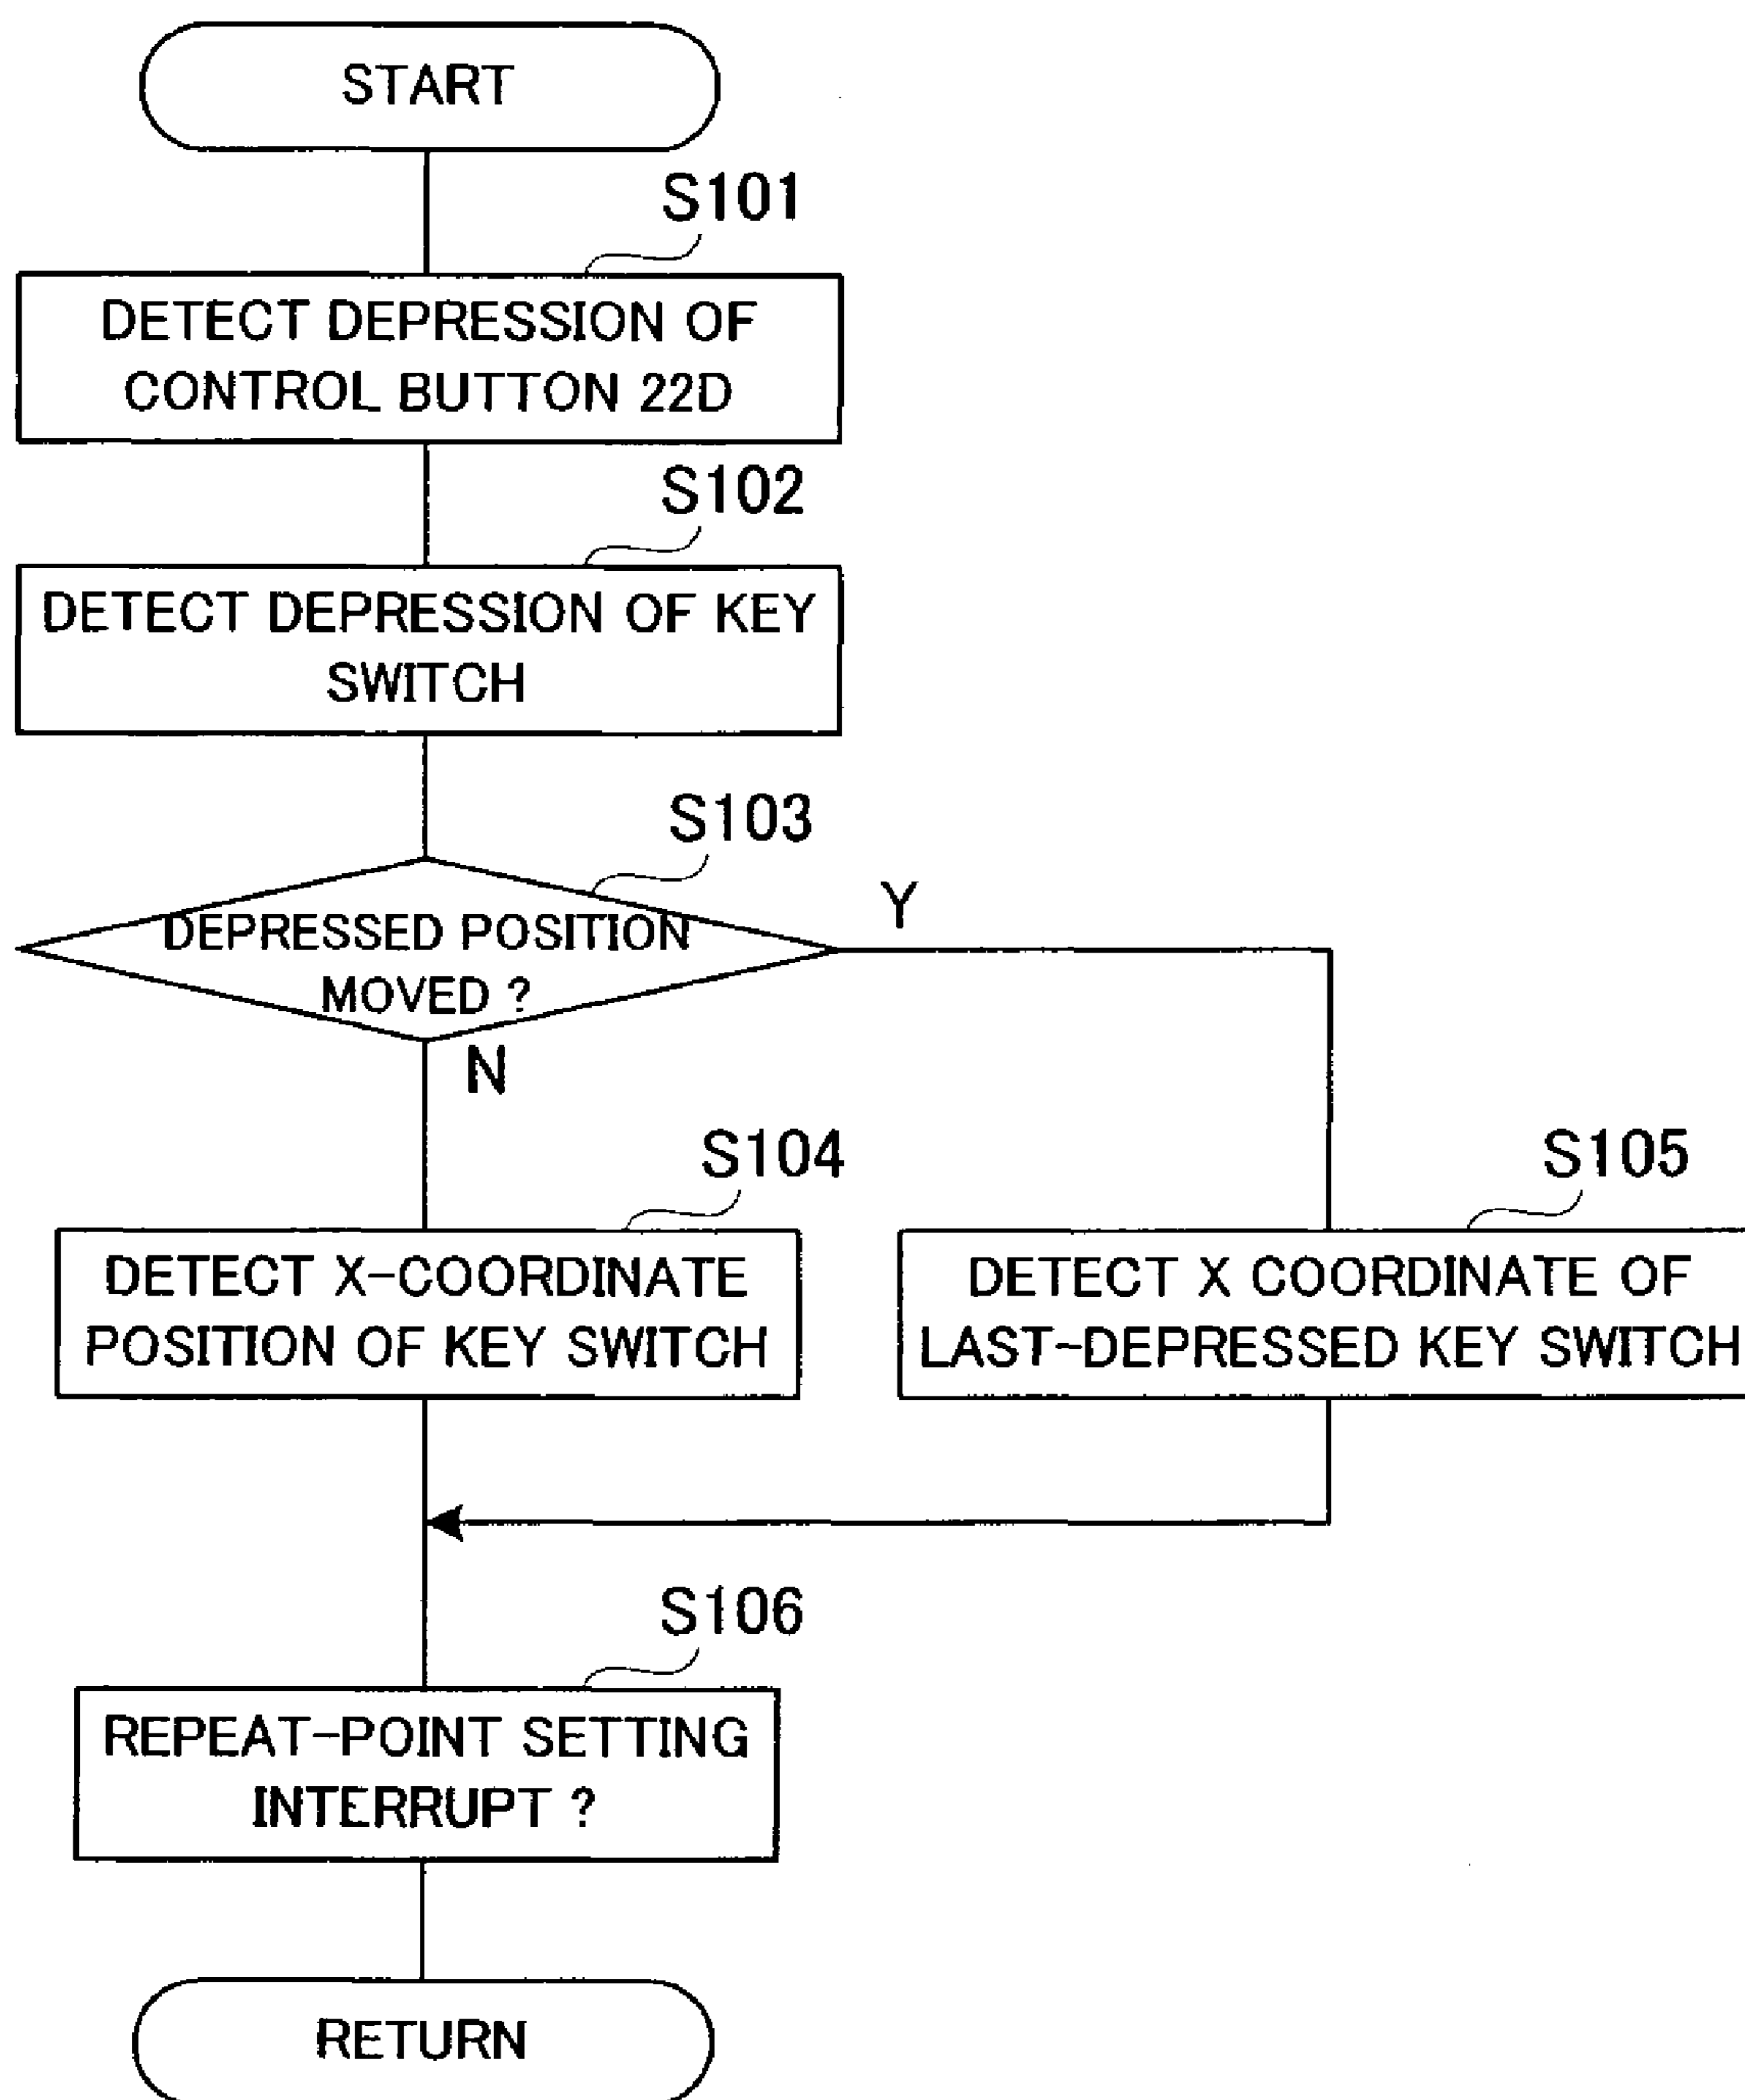 START
S101
DETECT DEPRESSION OF
CONTROL BUTTON 22D
S102
DETECT DEPRESSION OF KEY
SWITCH
S103
DEPRESSED POSITION
MOVED ?
Y
N
S104
DETECT X-COORDINATE
POSITION OF KEY SWITCH
S105
DETECT X COORDINATE OF
LAST-DEPRESSED KEY SWITCH
S106
REPEAT-POINT SETTING
INTERRUPT ?
RETURN